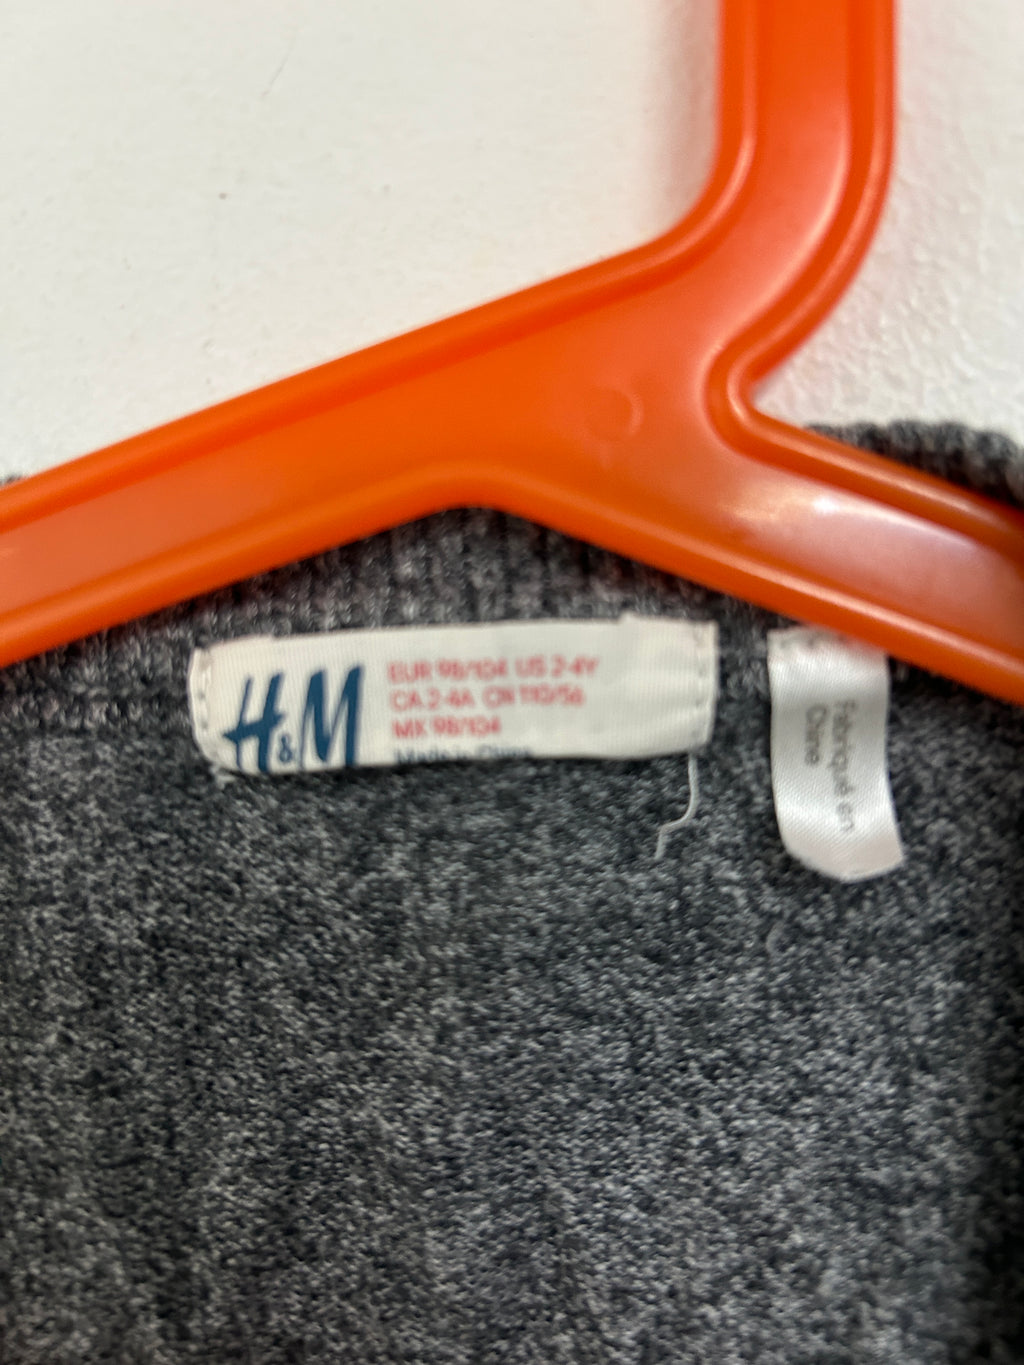 H&M
EUR 98/104 US 2-4Y
CA 2-4A CN 110/56
MX 98/104
Made in China
Fabriqué en
Chine